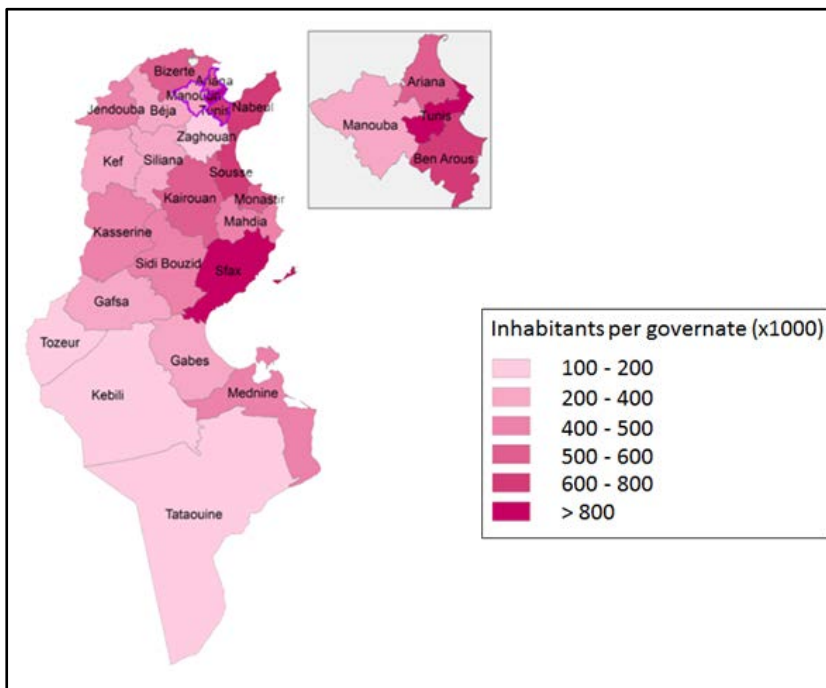 Bizerte
Ariana
Manouba
Jendouba
Béja
Tunis
Nabeul
Zaghouan
Kef
Siliana
Sousse
Kairouan
Monastir
Kasserine
Mahdia
Sidi Bouzid
Sfax
Gafsa
Tozeur
Gabes
Kebili
Mednine
Tataouine
Ariana
Manouba
Tunis
Ben Arous
Inhabitants per governate (x1000)
100 - 200
200 - 400
400 - 500
500 - 600
600 - 800
> 800